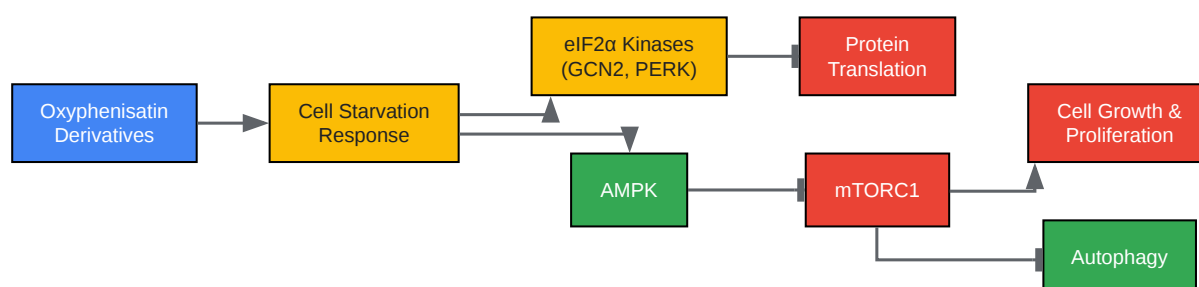 Oxyphenisatin
Derivatives
Cell Starvation
Response
eIF2α Kinases
(GCN2, PERK)
Protein
Translation
AMPK
mTORC1
Cell Growth &
Proliferation
Autophagy